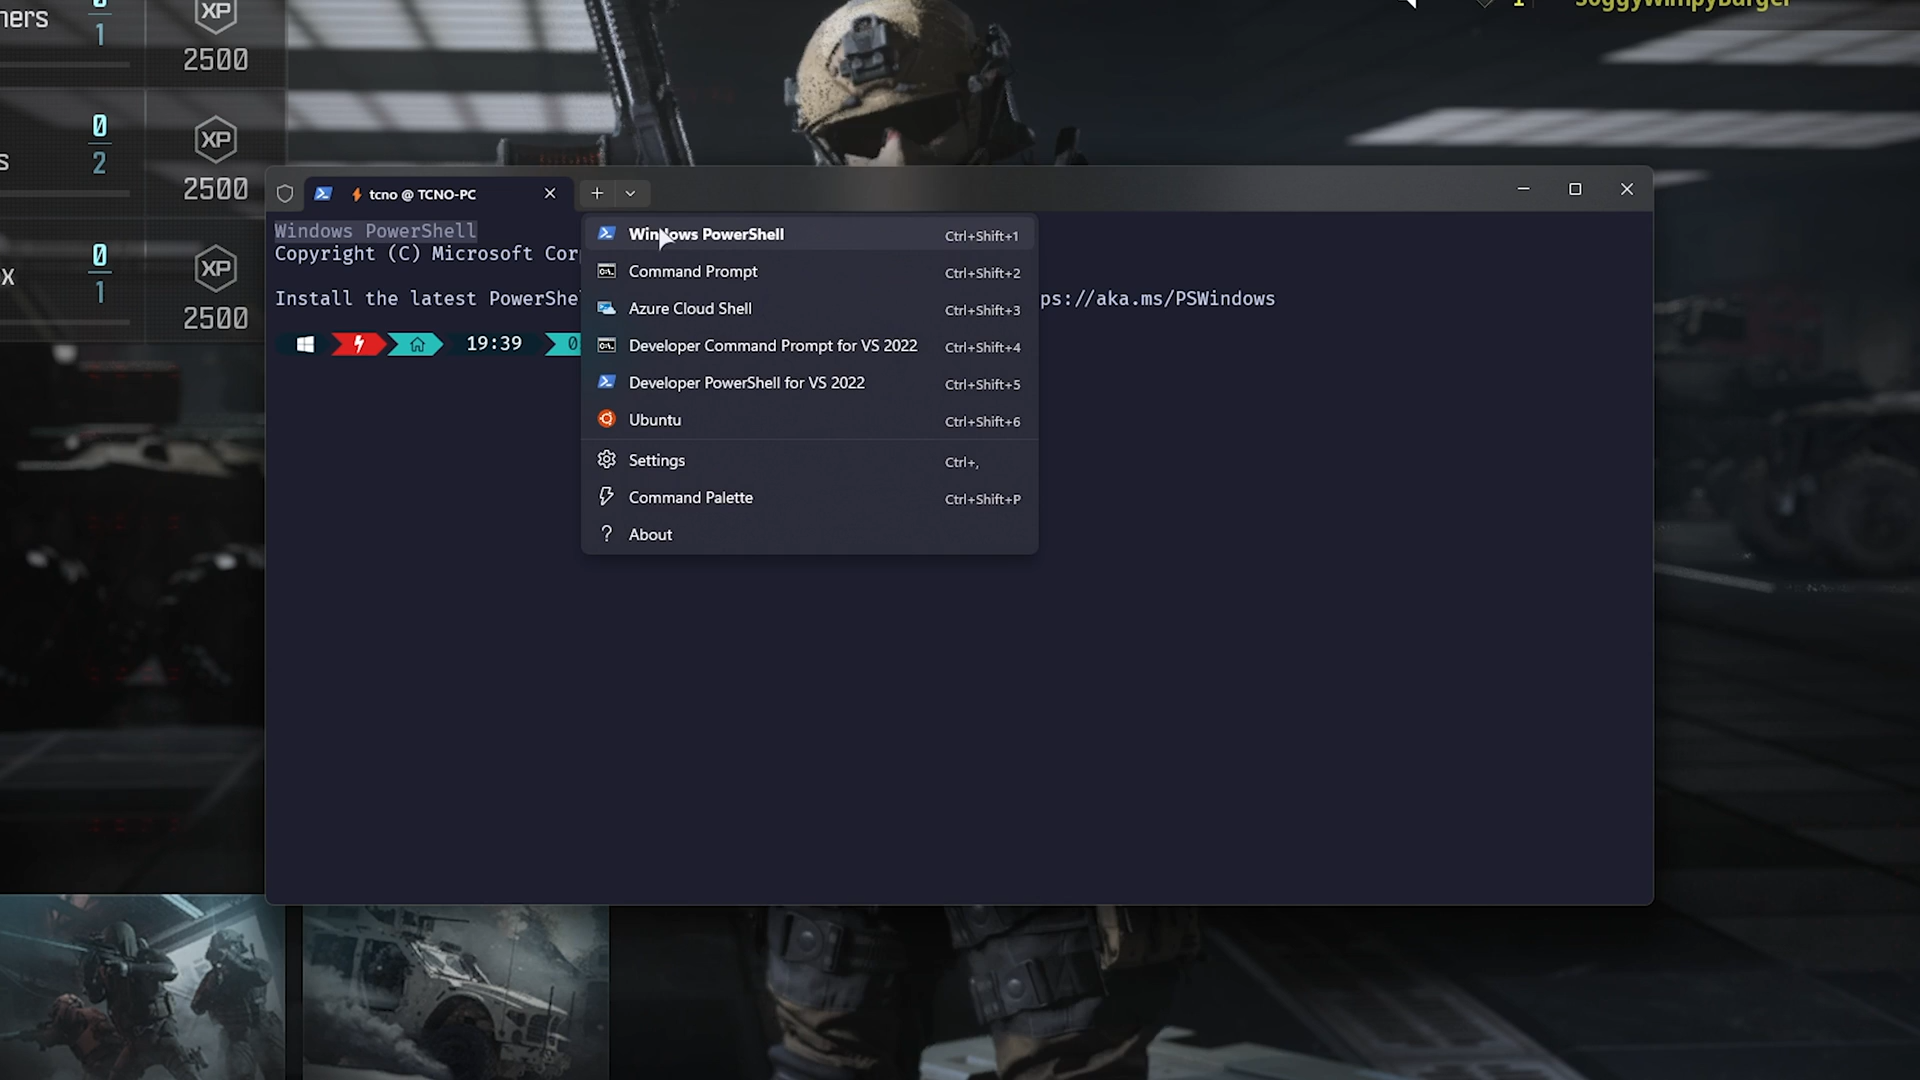 1
XP
2500
0
2
XP
2500
0
1
XP
2500
1
SoggyWimpyBurger
tcno @ TCNO-PC
Windows PowerShell
Copyright (C) Microsoft
Install the latest
ps://aka.ms/PSWindows
19:39
0
Windows PowerShell Ctrl+Shift+1
Command Prompt Ctrl+Shift+2
Azure Cloud Shell Ctrl+Shift+3
Developer Command Prompt for VS 2022 Ctrl+Shift+4
Developer PowerShell for VS 2022 Ctrl+Shift+5
Ubuntu Ctrl+Shift+6
Settings Ctrl+,
Command Palette Ctrl+Shift+P
? About